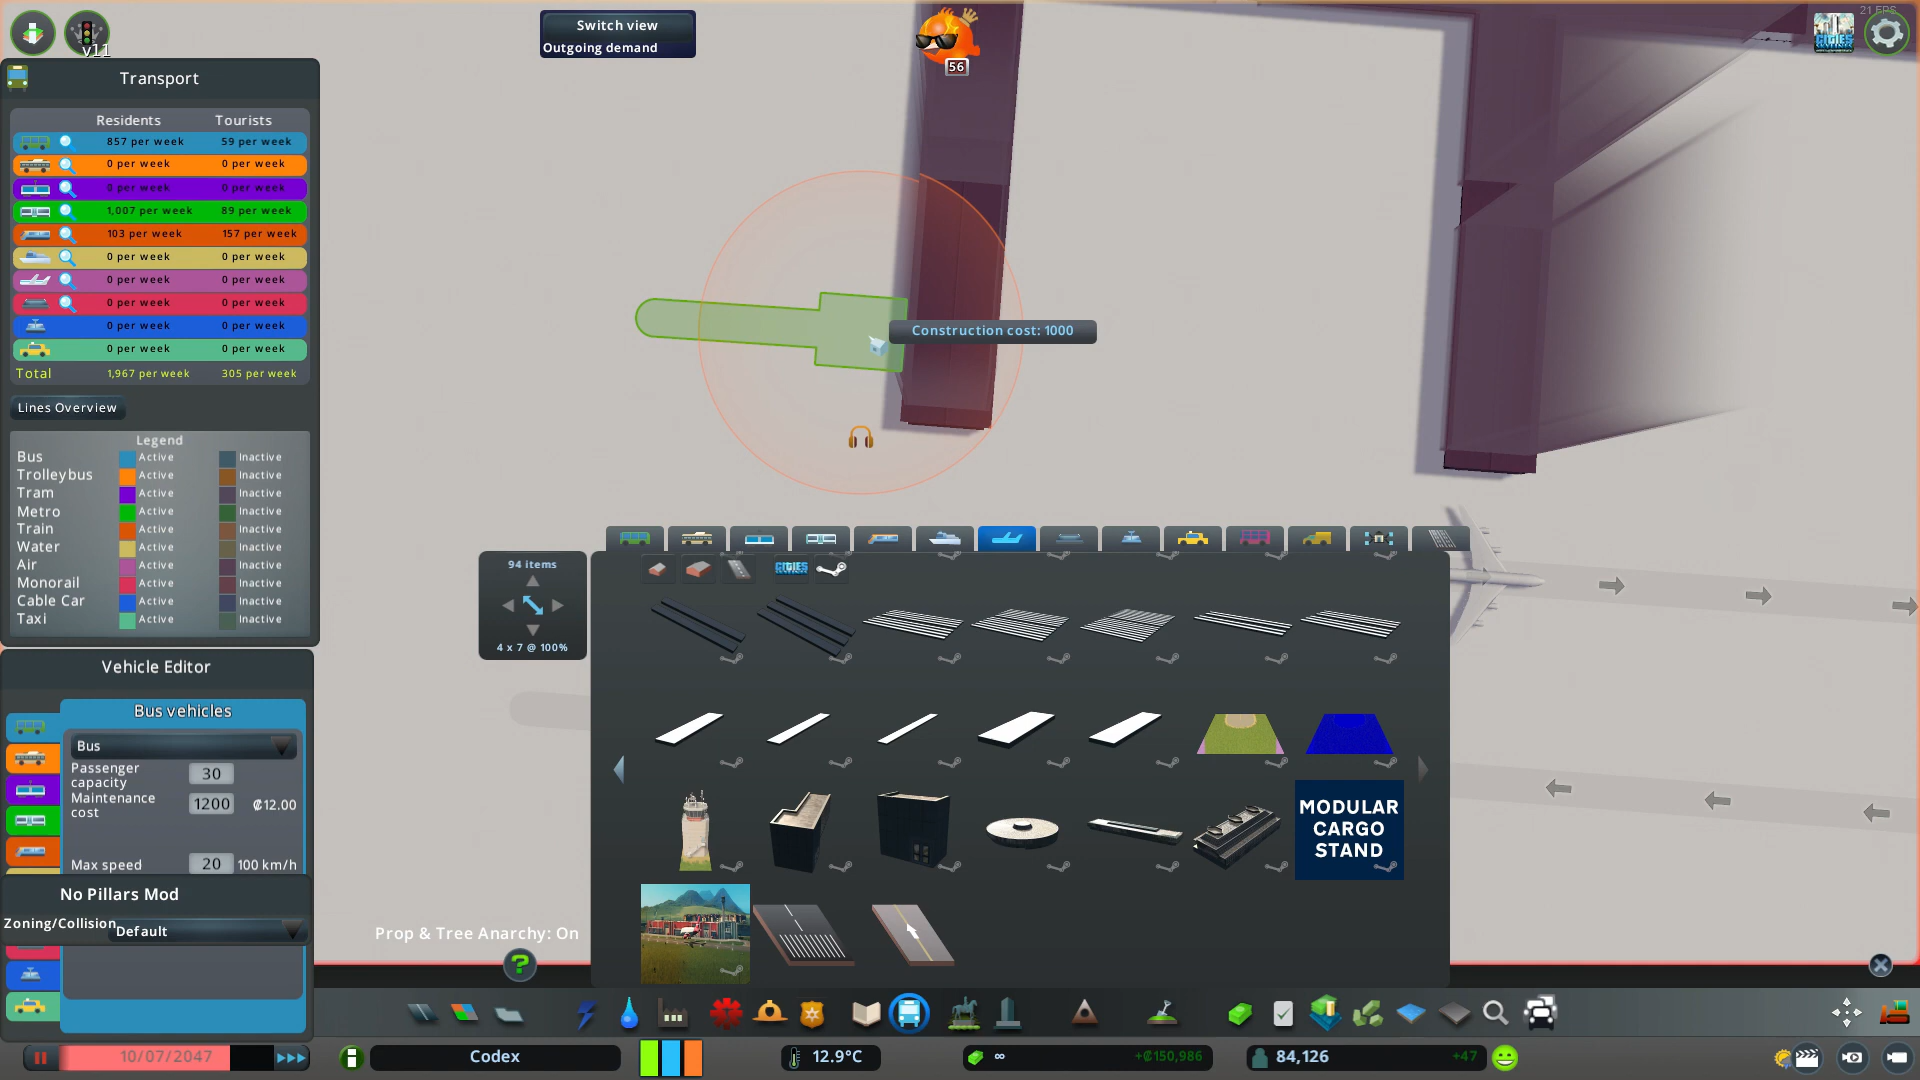 v11
Switch view
Outgoing demand
56
CITIES
21 FPS
Transport
Residents Tourists
857 per week 59 per week
0 per week 0 per week
0 per week 0 per week
1,007 per week 89 per week
103 per week 157 per week
0 per week 0 per week
0 per week 0 per week
0 per week 0 per week
0 per week 0 per week
0 per week 0 per week
Total 1,967 per week 305 per week
Lines Overview
Legend
Bus Active Inactive
Trolleybus Active Inactive
Tram Active Inactive
Metro Active Inactive
Train Active Inactive
Water Active Inactive
Air Active Inactive
Monorail Active Inactive
Cable Car Active Inactive
Taxi Active Inactive
Construction cost: 1000
94 items
4 x 7 @ 100%
CITIES
MODULAR
CARGO
STAND
Vehicle Editor
Bus vehicles
Bus
Passenger capacity 30
Maintenance cost 1200 ₡12.00
Max speed 20 100 km/h
No Pillars Mod
Zoning/Collision Default
Prop & Tree Anarchy: On
?
10/07/2047
Codex
12.9°C
∞ +₡150,986
84,126 +47